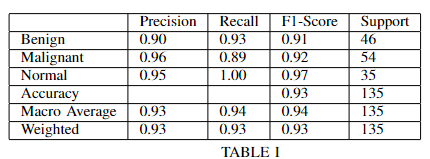 Precision Recall F1-Score Support
Benign 0.90 0.93 0.91 46
Malignant 0.96 0.89 0.92 54
Normal 0.95 1.00 0.97 35
Accuracy 0.93 135
Macro Average 0.93 0.94 0.94 135
Weighted 0.93 0.93 0.93 135
TABLE I